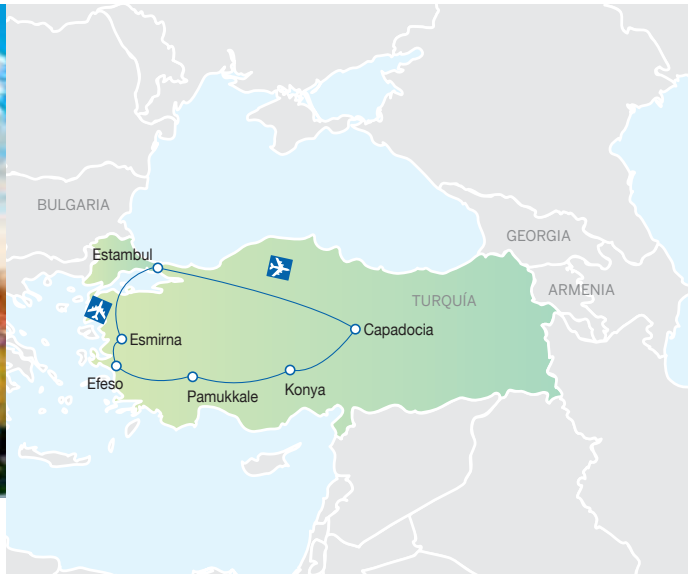 BULGARIA
GEORGIA
Estambul
ARMENIA
TURQUÍA
Capadocia
Esmirna
Efeso
Pamukkale
Konya